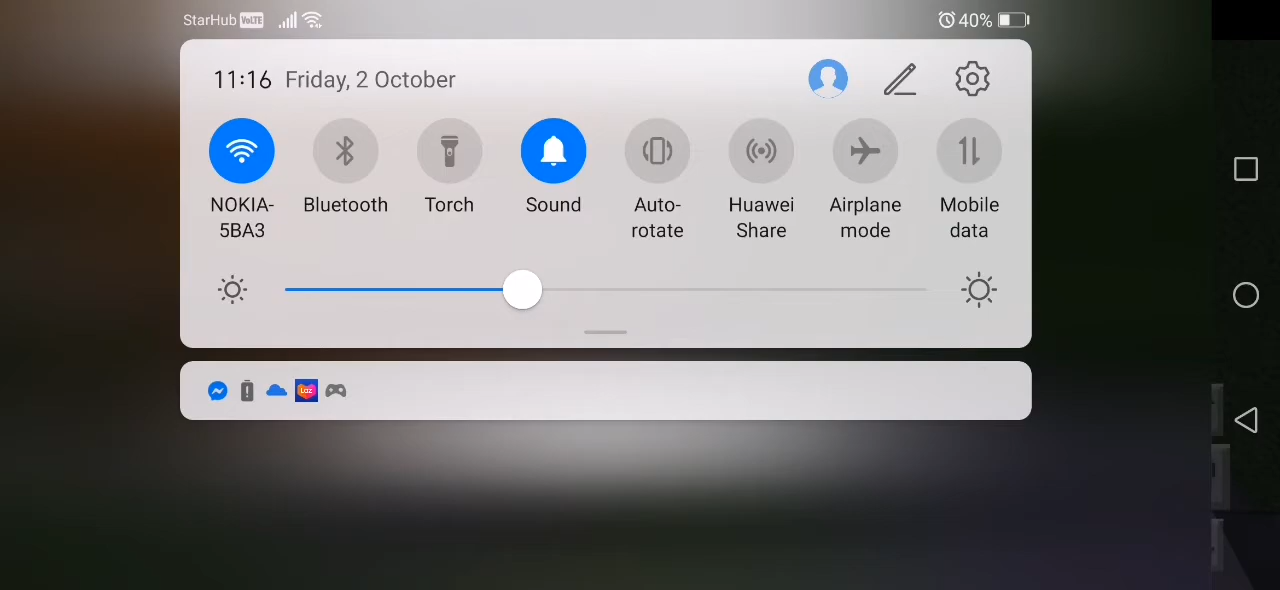 StarHub VoLTE 40%
11:16 Friday, 2 October
NOKIA-
5BA3
Bluetooth
Torch
Sound
Auto-
rotate
Huawei
Share
Airplane
mode
Mobile
data
Laz